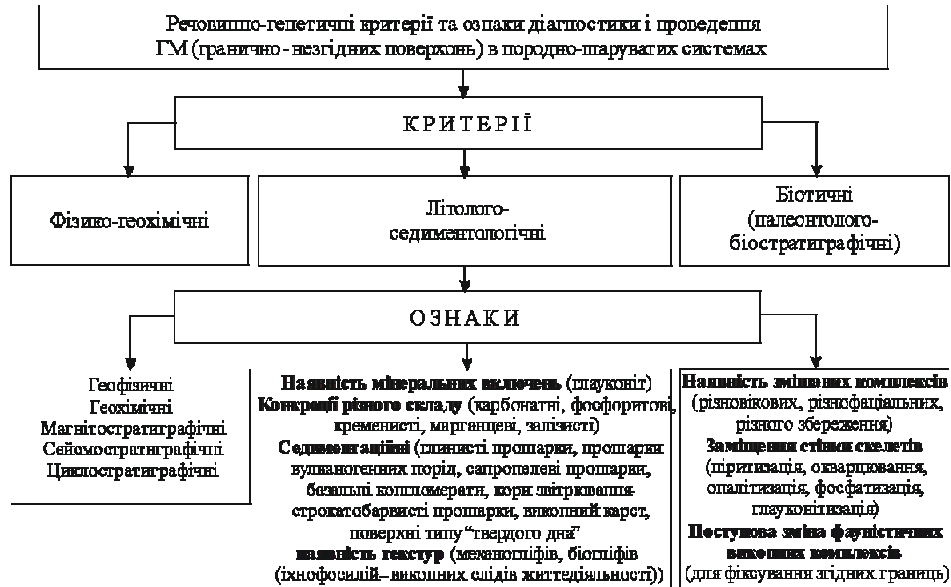 Речовинно-генетичні критерії та ознаки діагностики і проведення
ГМ (гранично - незгідних поверхонь) в породно-шаруватих системах
КРИТЕРІЇ
Фізико-геохімічні
Літолого-
седиментологічні
Біотичні
(палеонтолого-
біостратиграфічні)
ОЗНАКИ
Геофізичні
Геохімічні
Магнітостратиграфічні
Сейсмостратиграфічні
Циклостратиграфічні
Наявність мінеральних включень (глауконіт)
Конкреції різного складу (карбонатні, фосфоритові,
кременисті, марганцеві, залізисті)
Седиментаційні (глинисті прошарки, прошарки
вулканогенних порід, сапропелеві прошарки,
базальні конгломерати, кори звітрювання-
строкатобарвисті прошарки, викопний карст,
поверхні типу “твердого дна”
наявність текстур (механогліфів, біогліфів
(іхнофосилій–викопних слідів життєдіяльності))
Наявність змішаних комплексів
(різновікових, різнофаціальних,
різного збереження)
Заміщення стінки скелетів
(піритизація, окварцювання,
опалітизація, фосфатизація,
глауконітизація)
Поступова зміна фауністичних
викопних комплексів
(для фіксування згідних границь)